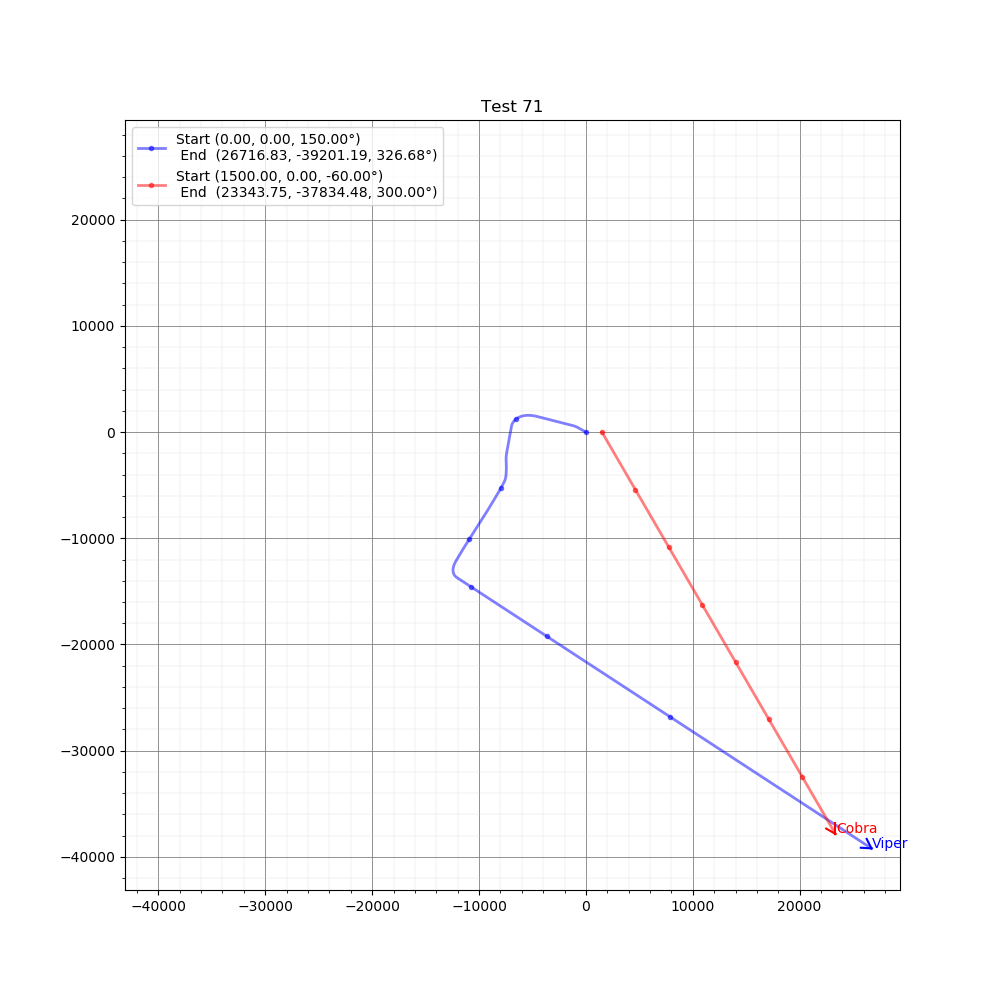 Test 71
Start (0.00, 0.00, 150.00°)
End  (26716.83, -39201.19, 326.68°)
Start (1500.00, 0.00, -60.00°)
End  (23343.75, -37834.48, 300.00°)
20000
10000
0
−10000
−20000
−30000
−40000
Cobra
Viper
−40000 −30000 −20000 −10000 0 10000 20000